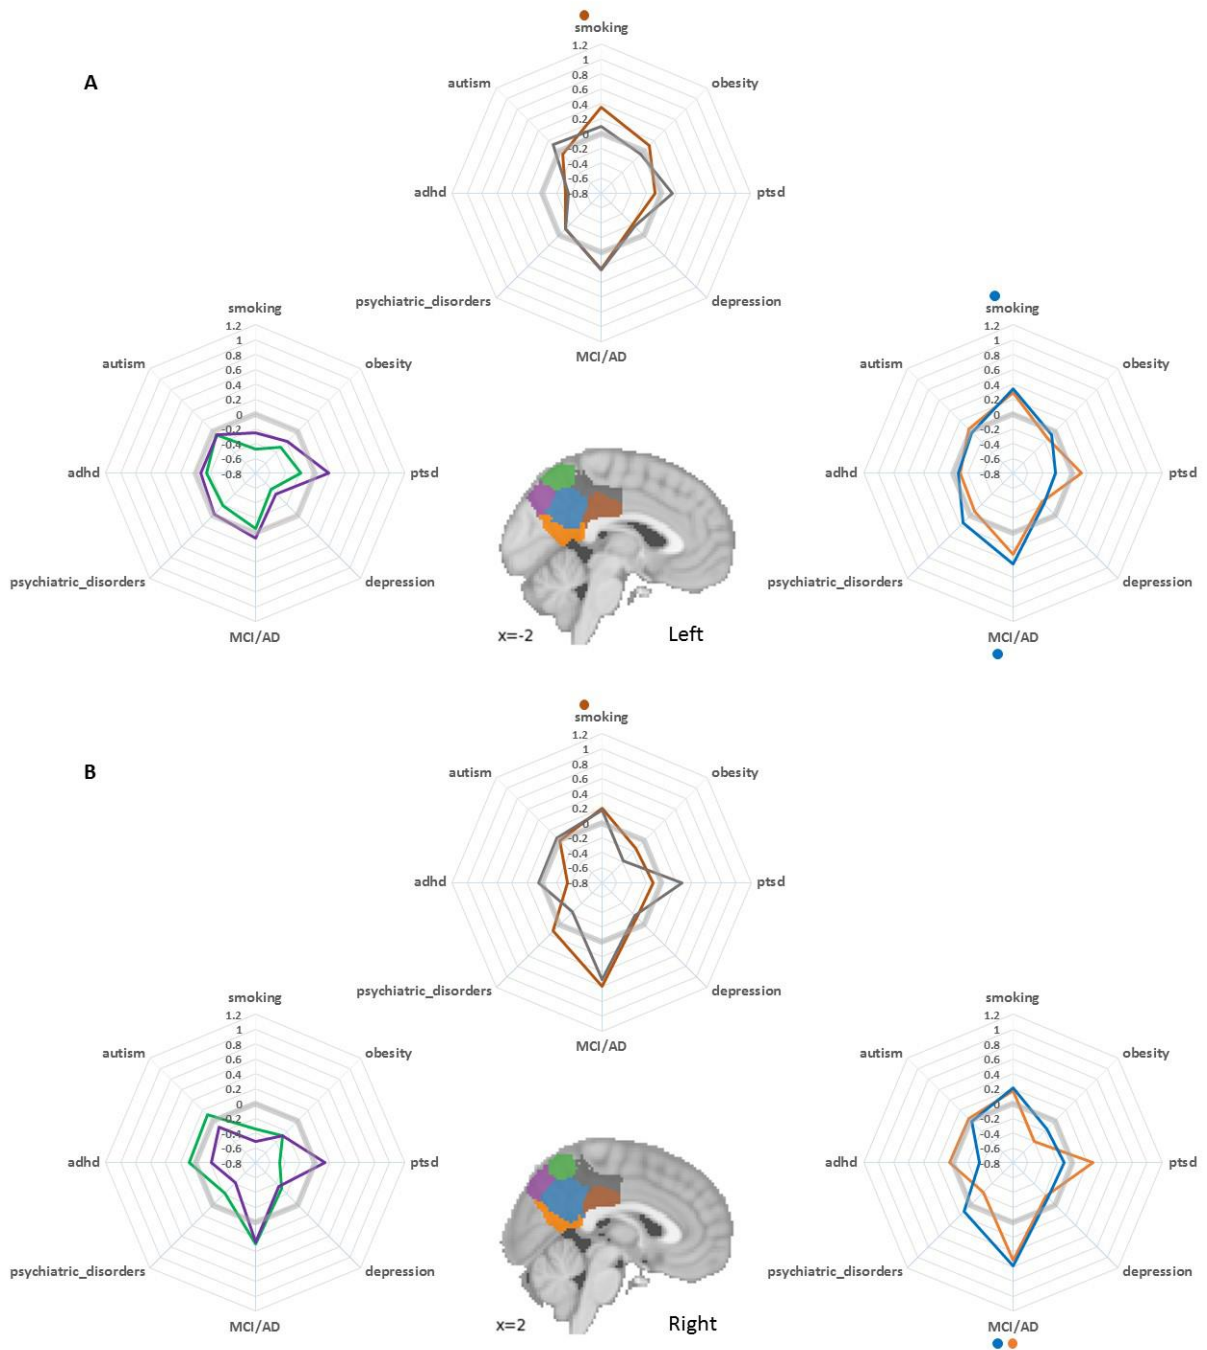 A
smoking
1.2
1
0.8
0.6
0.4
0.2
0
-0.2
-0.4
-0.6
-0.8
autism
obesity
adhd
ptsd
psychiatric_disorders
depression
MCI/AD
smoking
1.2
1
0.8
0.6
0.4
0.2
0
-0.2
-0.4
-0.6
-0.8
autism
obesity
adhd
ptsd
psychiatric_disorders
depression
MCI/AD
x=-2
Left
smoking
1.2
1
0.8
0.6
0.4
0.2
0
-0.2
-0.4
-0.6
-0.8
autism
obesity
adhd
ptsd
psychiatric_disorders
depression
MCI/AD
B
smoking
1.2
1
0.8
0.6
0.4
0.2
0
-0.2
-0.4
-0.6
-0.8
autism
obesity
adhd
ptsd
psychiatric_disorders
depression
MCI/AD
smoking
1.2
1
0.8
0.6
0.4
0.2
0
-0.2
-0.4
-0.6
-0.8
autism
obesity
adhd
ptsd
psychiatric_disorders
depression
MCI/AD
x=2
Right
smoking
1.2
1
0.8
0.6
0.4
0.2
0
-0.2
-0.4
-0.6
-0.8
autism
obesity
adhd
ptsd
psychiatric_disorders
depression
MCI/AD